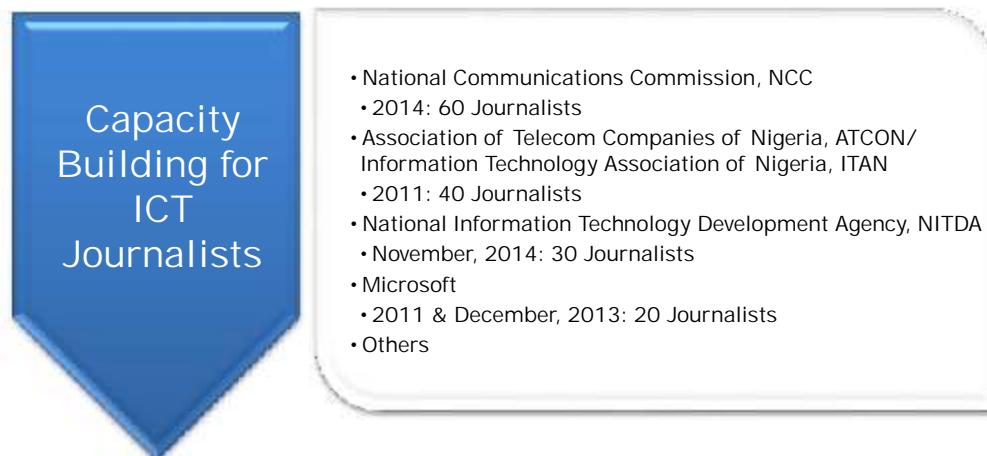 Capacity
Building for
ICT
Journalists
• National Communications Commission, NCC
• 2014: 60 Journalists
• Association of Telecom Companies of Nigeria, ATCON/
Information Technology Association of Nigeria, ITAN
• 2011: 40 Journalists
• National Information Technology Development Agency, NITDA
• November, 2014: 30 Journalists
• Microsoft
• 2011 & December, 2013: 20 Journalists
• Others